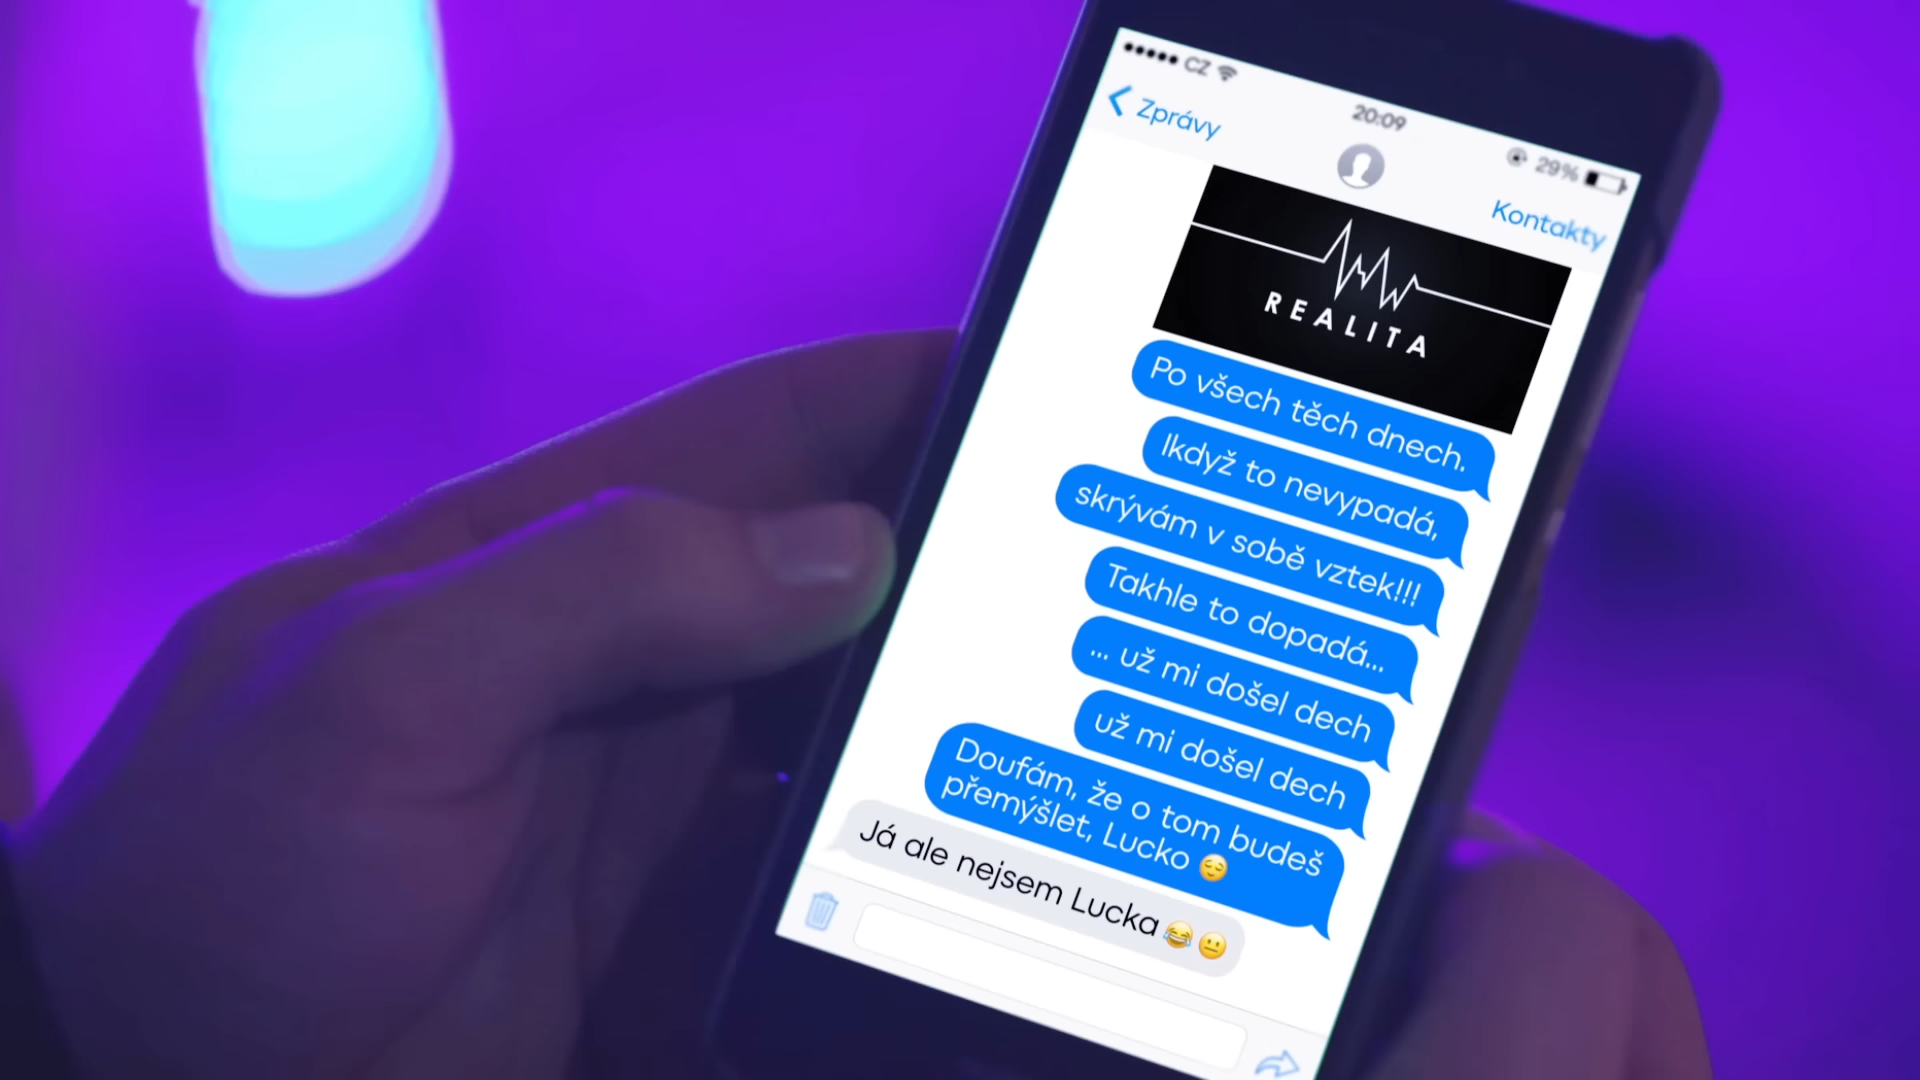 CZ
20:09
29%
Zprávy
Kontakty
REALITA
Po všech těch dnech.
Ikdyž to nevypadá,
skrývám v sobě vztek!!!
Takhle to dopadá...
... už mi došel dech
už mi došel dech
Doufám, že o tom budeš
přemýšlet, Lucko 😌
Já ale nejsem Lucka 😂😐